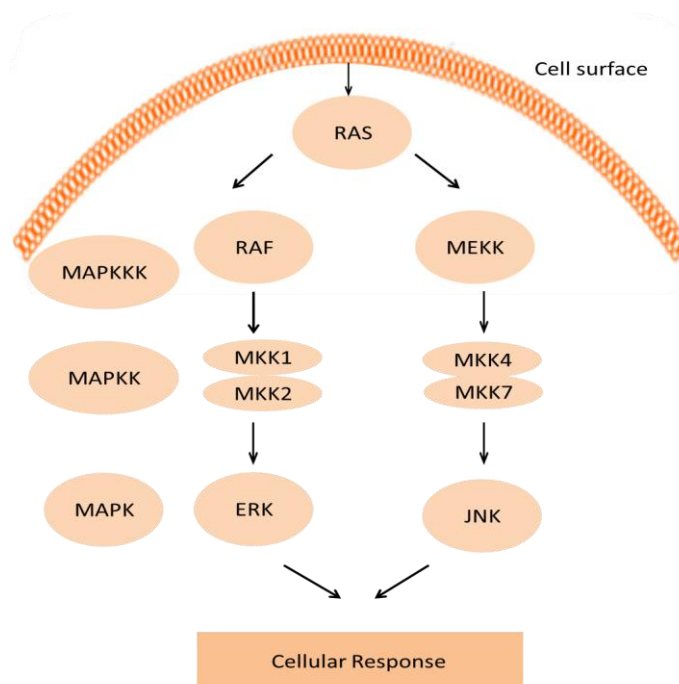 Cell surface
RAS
RAF
MEKK
MAPKKK
MKK1
MKK4
MAPKK
MKK2
MKK7
MAPK
ERK
JNK
Cellular Response